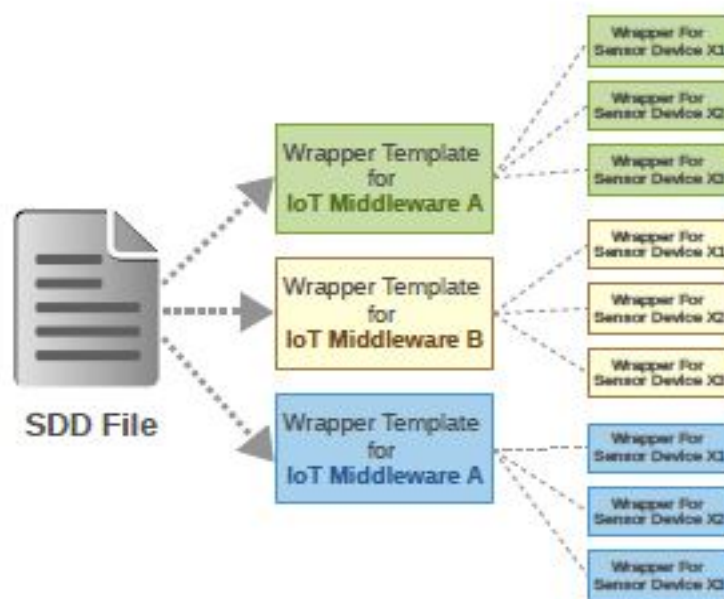 Wrapper For
Sensor Device X1
Wrapper For
Sensor Device X2
Wrapper For
Sensor Device X3
Wrapper Template
for
IoT Middleware A
Wrapper For
Sensor Device X1
Wrapper For
Sensor Device X2
Wrapper For
Sensor Device X3
Wrapper Template
for
IoT Middleware B
Wrapper Template
for
IoT Middleware A
SDD File
Wrapper For
Sensor Device X1
Wrapper For
Sensor Device X2
Wrapper For
Sensor Device X3